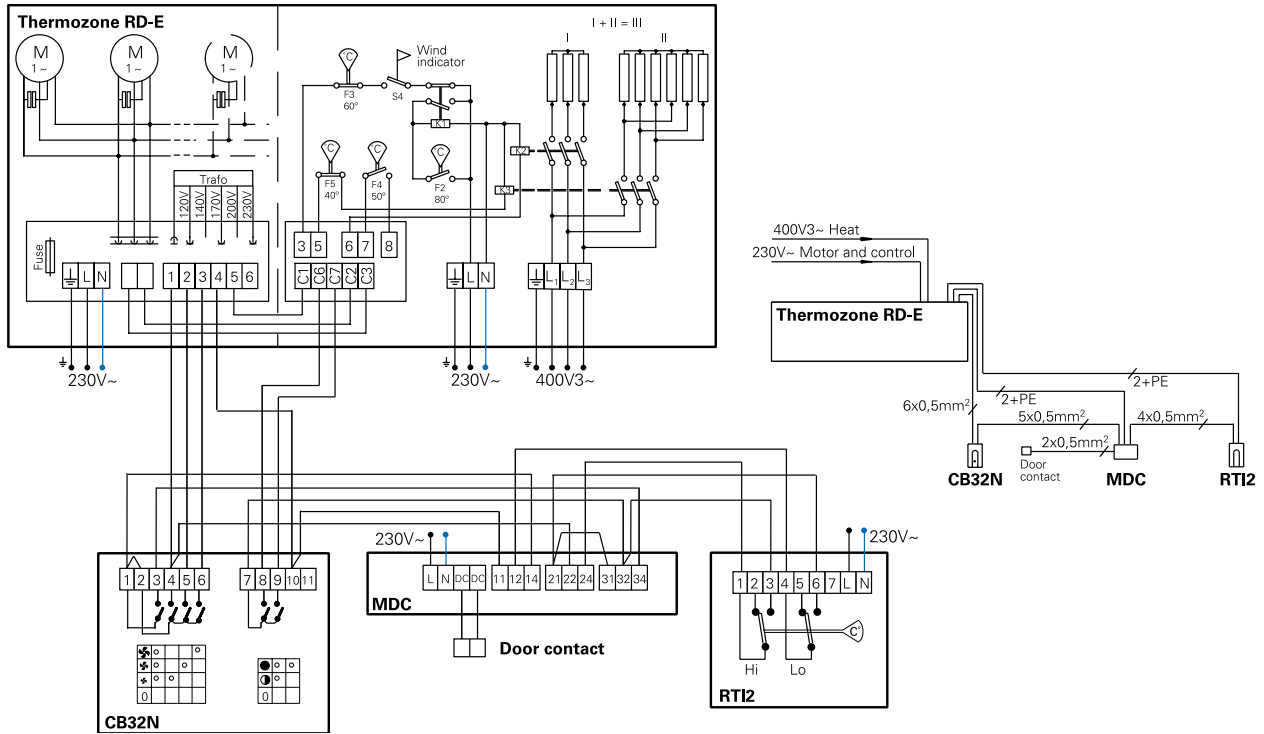 Thermozone RD-E
I + II = III
I II
M 1~
M 1~
M 1~
°C
F3
60°
Wind indicator
S4
K1
K2
K3
°C
F5
40°
°C
F4
50°
°C
F2
80°
Trafo
120V
140V
170V
200V
230V
Fuse
L N
1 2 3 4 5 6
3 5 6 7 8
C1 C6 C7 C2 C3
L N
L1 L2 L3
230V~
230V~
400V3~
400V3~ Heat
230V~ Motor and control
Thermozone RD-E
2+PE
2+PE
6x0,5mm²
5x0,5mm²
4x0,5mm²
2x0,5mm²
Door contact
CB32N
MDC
RTI2
1 2 3 4 5 6
7 8 9 10 11
0
0
CB32N
230V~
L N DC DC
11 12 14
21 22 24
31 32 34
MDC
Door contact
230V~
1 2 3 4 5 6 7 L N
C°
Hi Lo
RTI2